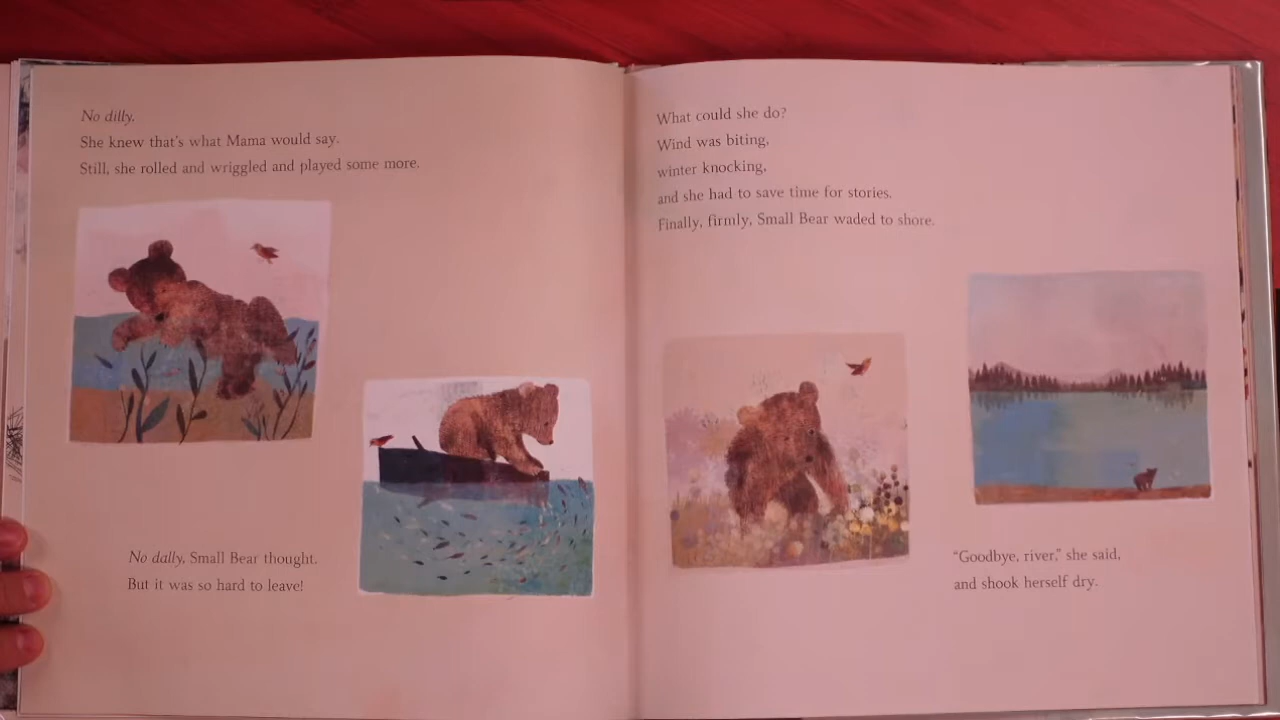 No dilly.
She knew that's what Mama would say.
Still, she rolled and wriggled and played some more.
No dally, Small Bear thought.
But it was so hard to leave!
What could she do?
Wind was biting,
winter knocking,
and she had to save time for stories.
Finally, firmly, Small Bear waded to shore.
“Goodbye, river,” she said,
and shook herself dry.